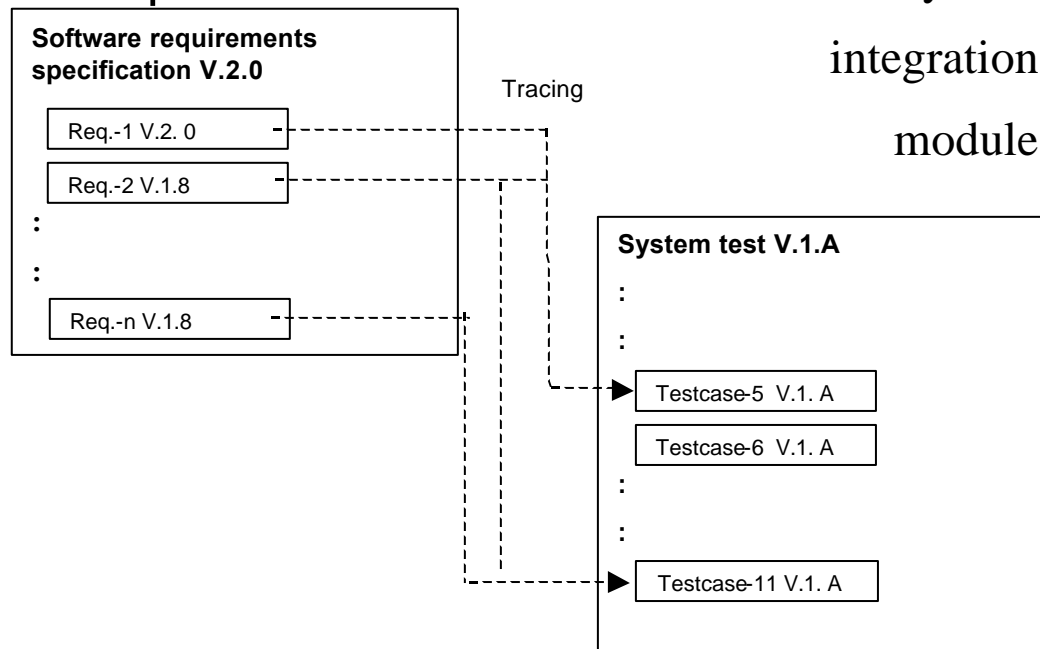 Software requirements
specification V.2.0
Req.-1 V.2. 0
Req.-2 V.1.8
:
:
Req.-n V.1.8
Tracing
integration
module
System test V.1.A
:
:
Testcase-5 V.1. A
Testcase-6 V.1. A
:
:
Testcase-11 V.1. A